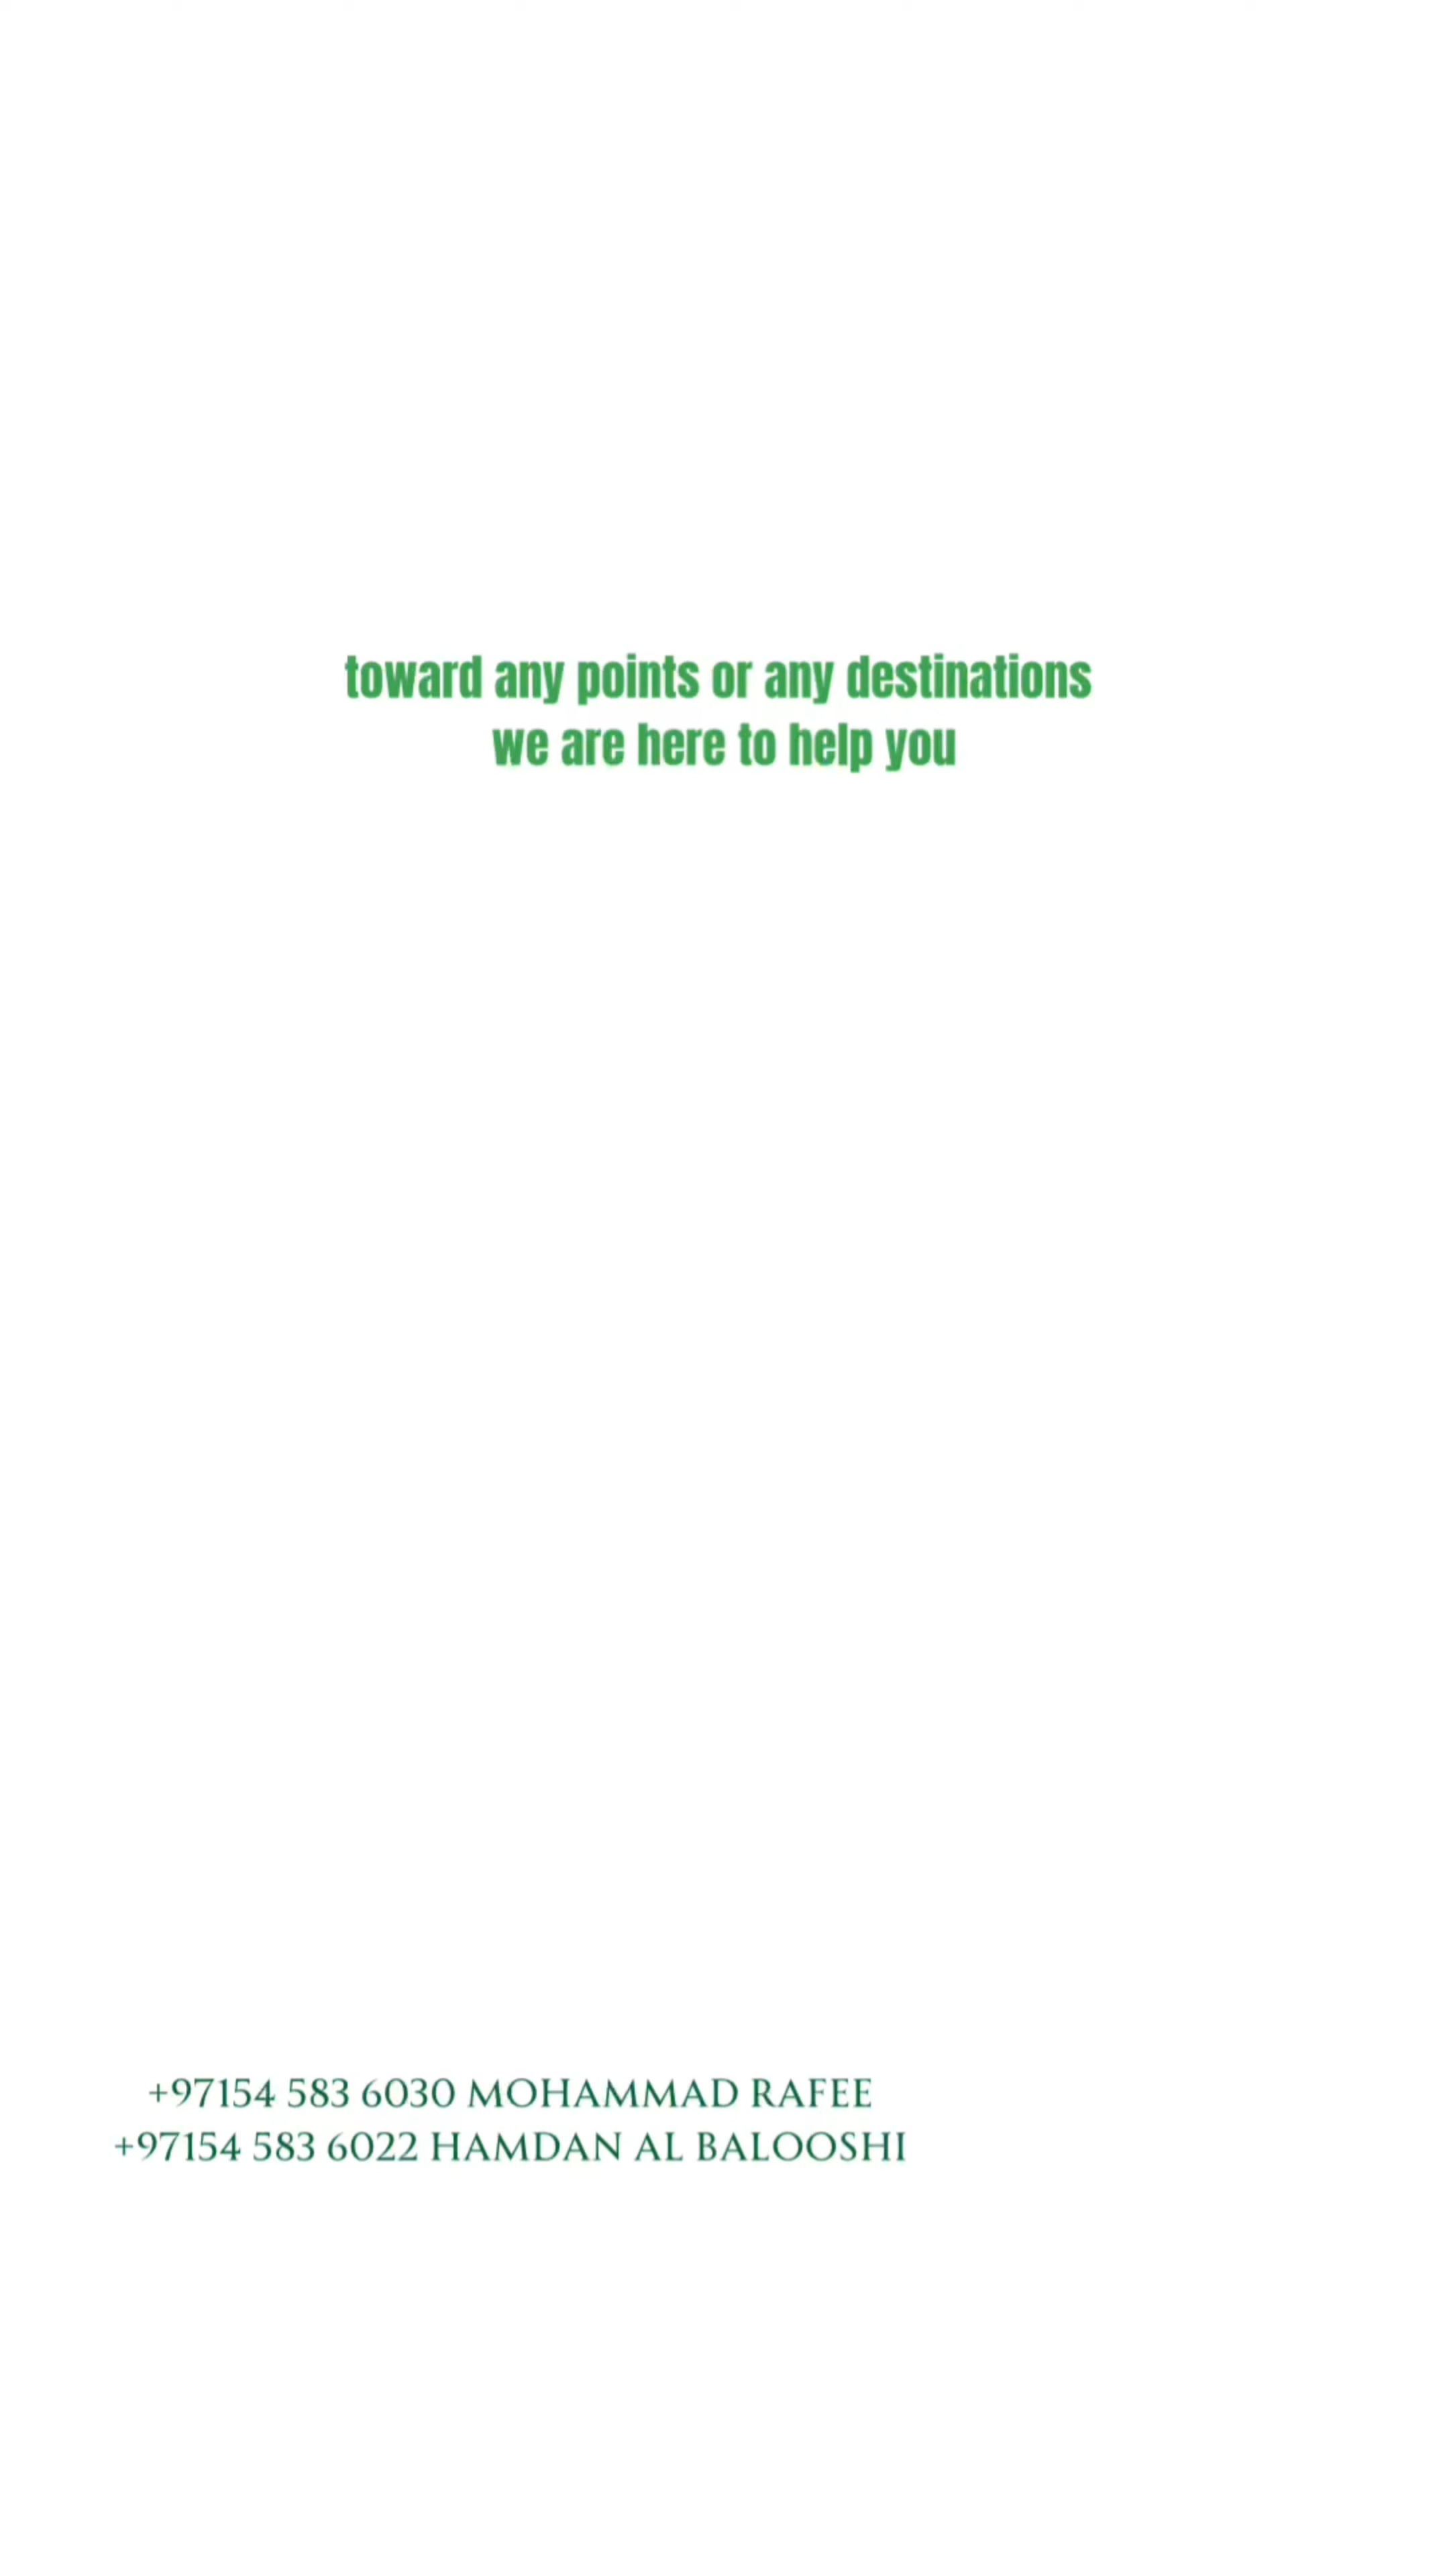 toward any points or any destinations
we are here to help you
+97154 583 6030 MOHAMMAD RAFEE
+97154 583 6022 HAMDAN AL BALOOSHI